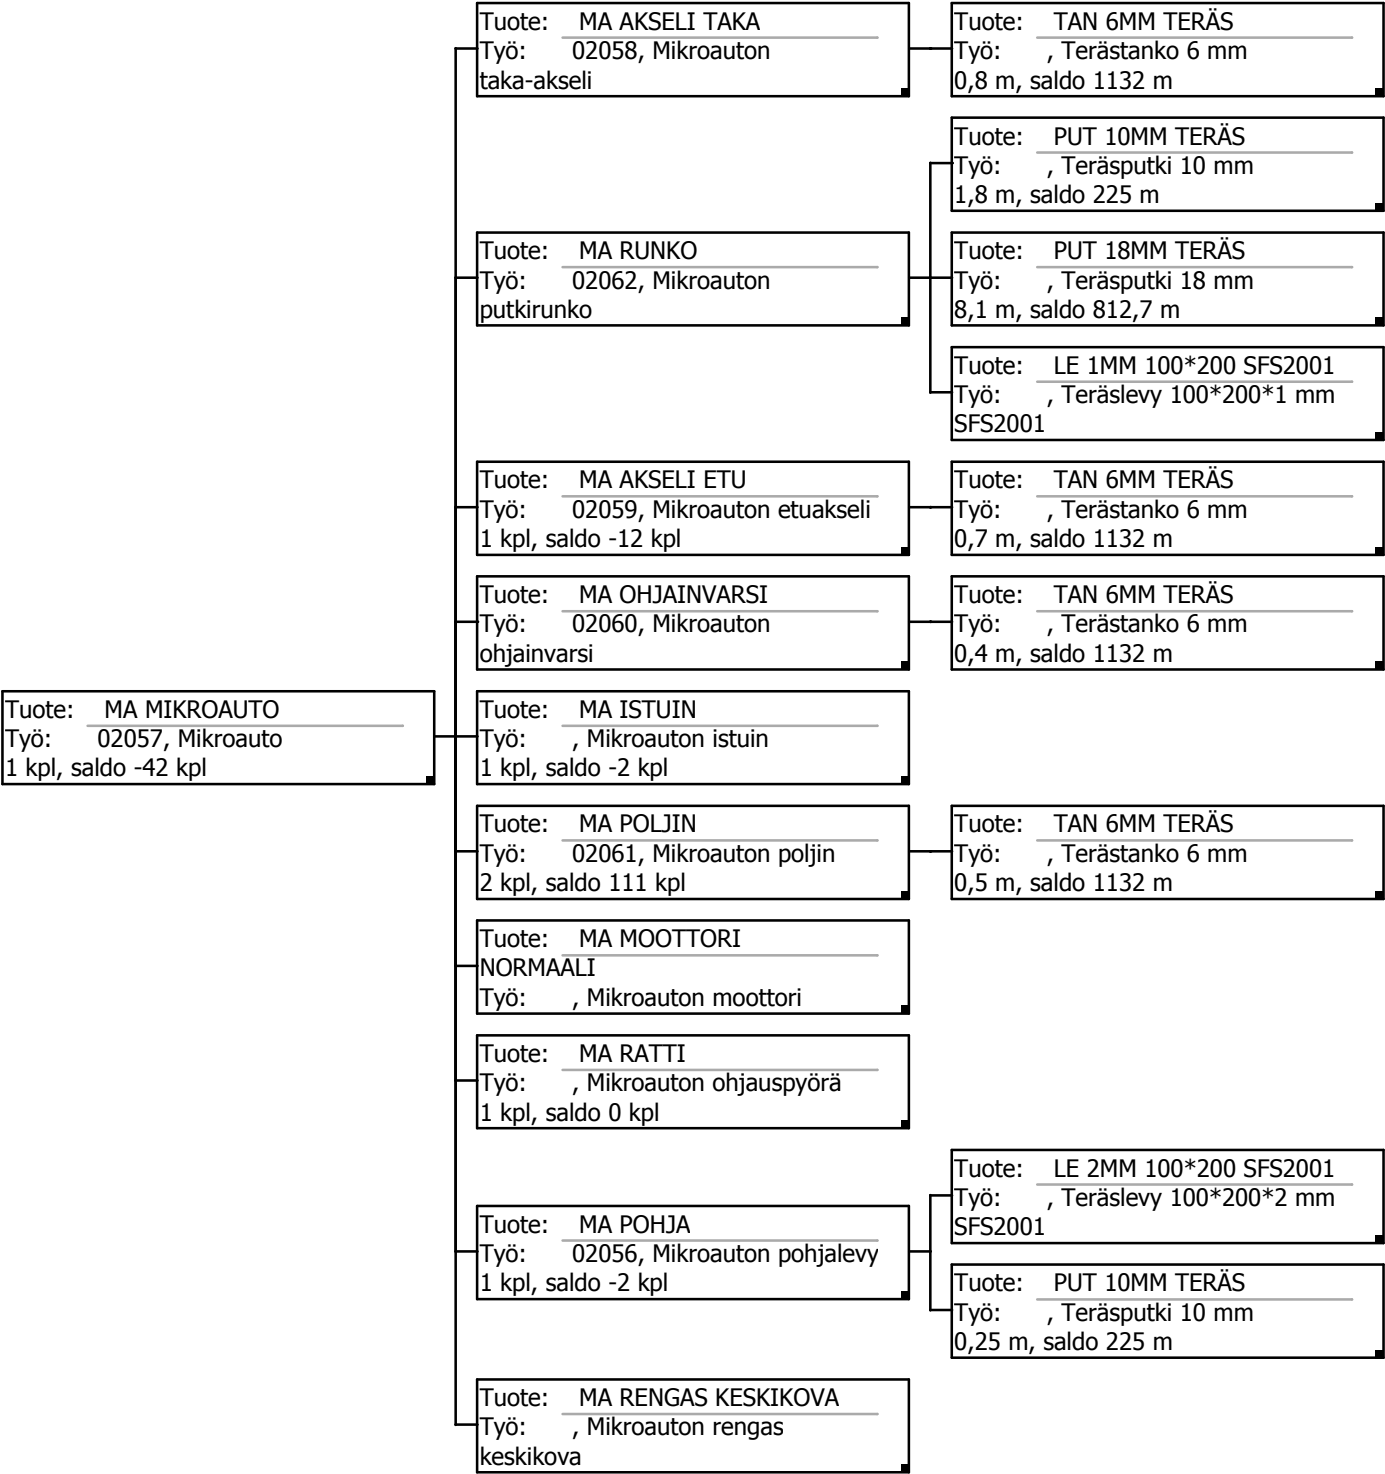 Tuote: MA AKSELI TAKA
Työ: 02058, Mikroauton
taka-akseli
Tuote: TAN 6MM TERÄS
Työ: , Terästanko 6 mm
0,8 m, saldo 1132 m
Tuote: PUT 10MM TERÄS
Työ: , Teräsputki 10 mm
1,8 m, saldo 225 m
Tuote: MA RUNKO
Työ: 02062, Mikroauton
putkirunko
Tuote: PUT 18MM TERÄS
Työ: , Teräsputki 18 mm
8,1 m, saldo 812,7 m
Tuote: LE 1MM 100*200 SFS2001
Työ: , Teräslevy 100*200*1 mm
SFS2001
Tuote: MA AKSELI ETU
Työ: 02059, Mikroauton etuakseli
1 kpl, saldo -12 kpl
Tuote: TAN 6MM TERÄS
Työ: , Terästanko 6 mm
0,7 m, saldo 1132 m
Tuote: MA OHJAINVARSI
Työ: 02060, Mikroauton
ohjainvarsi
Tuote: TAN 6MM TERÄS
Työ: , Terästanko 6 mm
0,4 m, saldo 1132 m
Tuote: MA MIKROAUTO
Työ: 02057, Mikroauto
1 kpl, saldo -42 kpl
Tuote: MA ISTUIN
Työ: , Mikroauton istuin
1 kpl, saldo -2 kpl
Tuote: MA POLJIN
Työ: 02061, Mikroauton poljin
2 kpl, saldo 111 kpl
Tuote: TAN 6MM TERÄS
Työ: , Terästanko 6 mm
0,5 m, saldo 1132 m
Tuote: MA MOOTTORI
NORMAALI
Työ: , Mikroauton moottori
Tuote: MA RATTI
Työ: , Mikroauton ohjauspyörä
1 kpl, saldo 0 kpl
Tuote: LE 2MM 100*200 SFS2001
Työ: , Teräslevy 100*200*2 mm
SFS2001
Tuote: MA POHJA
Työ: 02056, Mikroauton pohjalevy
1 kpl, saldo -2 kpl
Tuote: PUT 10MM TERÄS
Työ: , Teräsputki 10 mm
0,25 m, saldo 225 m
Tuote: MA RENGAS KESKIKOVA
Työ: , Mikroauton rengas
keskikova